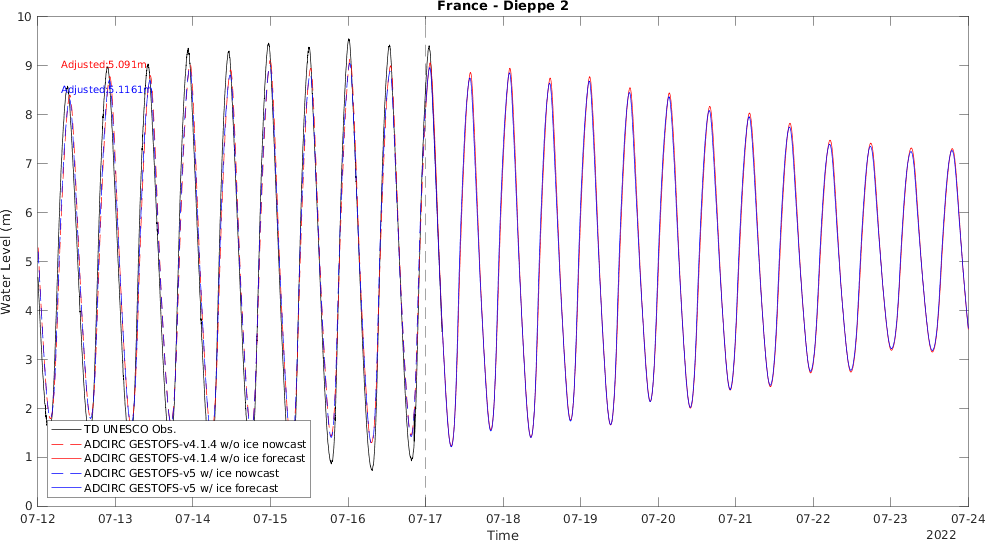 France - Dieppe 2
10
9
8
7
6
5
4
3
2
1
0
Water Level (m)
Adjusted:5.091m
Adjusted:5.1161m
TD UNESCO Obs.
ADCIRC GESTOFS-v4.1.4 w/o ice nowcast
ADCIRC GESTOFS-v4.1.4 w/o ice forecast
ADCIRC GESTOFS-v5 w/ ice nowcast
ADCIRC GESTOFS-v5 w/ ice forecast
07-12 07-13 07-14 07-15 07-16 07-17 07-18 07-19 07-20 07-21 07-22 07-23 07-24
Time
2022